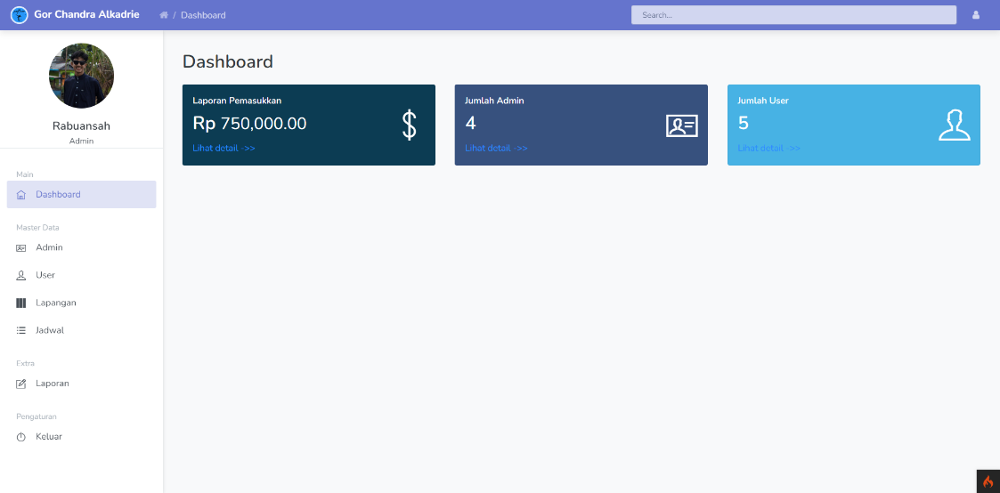 Gor Chandra Alkadrie
/ Dashboard
Search...
Rabuansah
Admin
Main
Dashboard
Master Data
Admin
User
Lapangan
Jadwal
Extra
Laporan
Pengaturan
Keluar
Dashboard
Laporan Pemasukkan
Rp 750,000.00
Lihat detail ->>
Jumlah Admin
4
Lihat detail ->>
Jumlah User
5
Lihat detail ->>